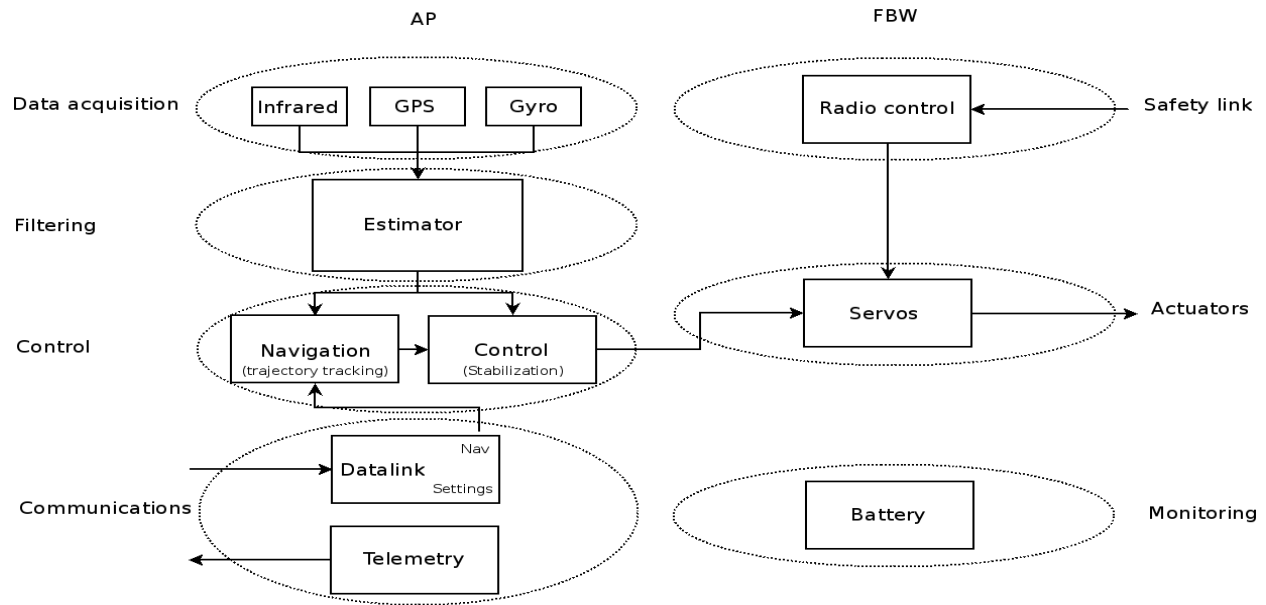 AP
FBW
Data acquisition
Infrared
GPS
Gyro
Radio control
Safety link
Filtering
Estimator
Servos
Actuators
Control
Navigation
(trajectory tracking)
Control
(Stabilization)
Nav
Datalink
Settings
Communications
Battery
Monitoring
Telemetry